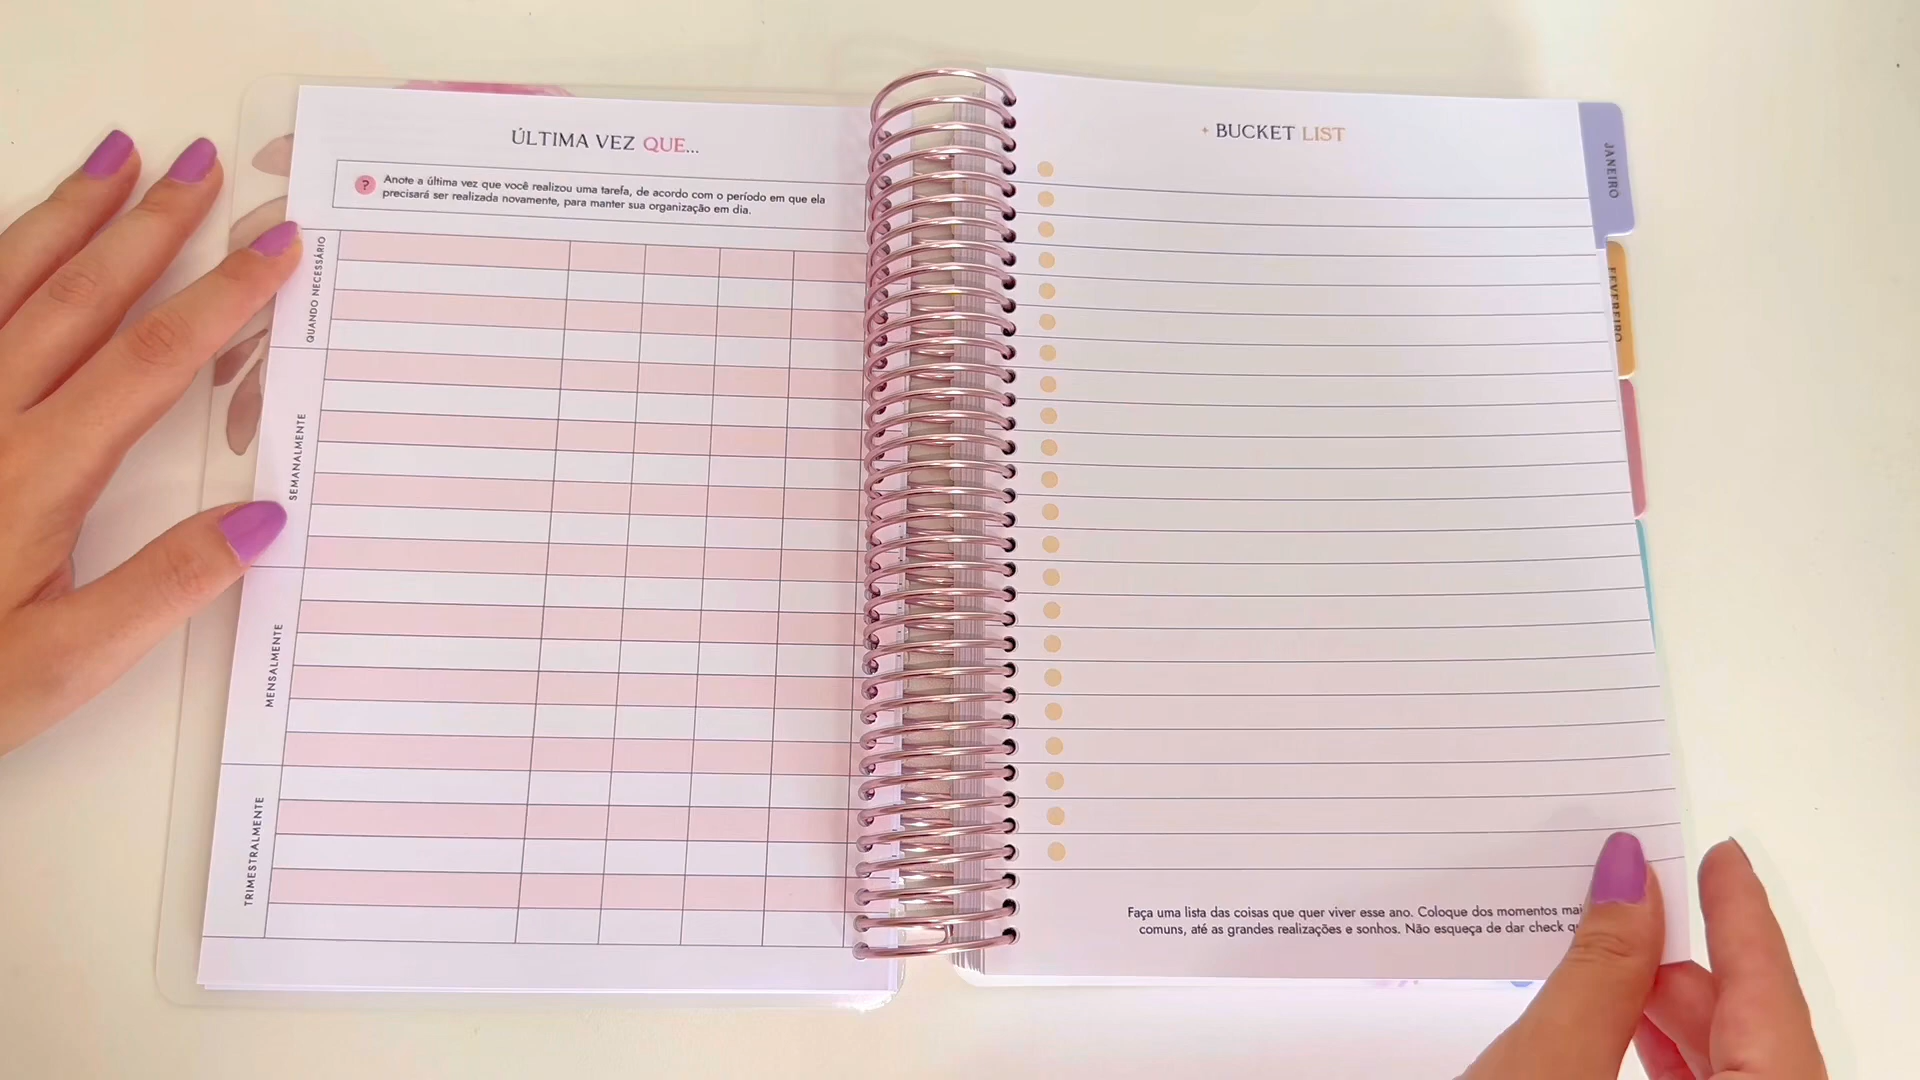 ÚLTIMA VEZ QUE...
?
Anote a última vez que você realizou uma tarefa, de acordo com o período em que ela
precisará ser realizada novamente, para manter sua organização em dia.
QUANDO NECESSÁRIO
SEMANALMENTE
MENSALMENTE
TRIMESTRALMENTE
BUCKET LIST
Faça uma lista das coisas que quer viver esse ano. Coloque dos momentos
comuns, até as grandes realizações e sonhos. Não esqueça de dar check
JANEIRO
FEVEREIRO